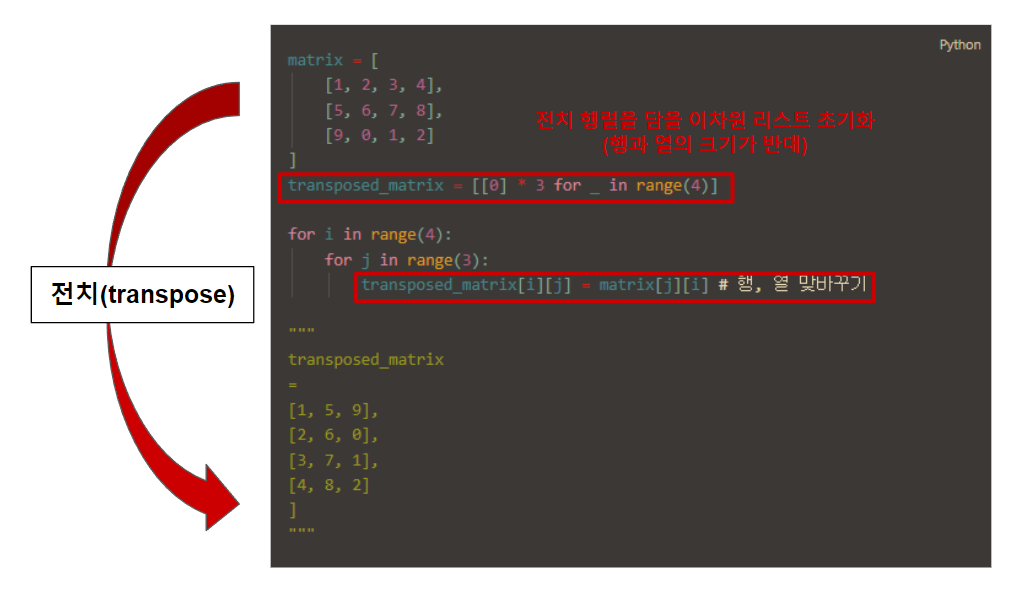 Python
matrix = [
    [1, 2, 3, 4],
    [5, 6, 7, 8],
    [9, 0, 1, 2]
]
전치 행렬을 담을 이차원 리스트 초기화
(행과 열의 크기가 반대)
transposed_matrix = [[0] * 3 for _ in range(4)]
for i in range(4):
    for j in range(3):
        transposed_matrix[i][j] = matrix[j][i] # 행, 열 맞바꾸기
전치(transpose)
"""
transposed_matrix
=
[1, 5, 9],
[2, 6, 0],
[3, 7, 1],
[4, 8, 2]
]
"""